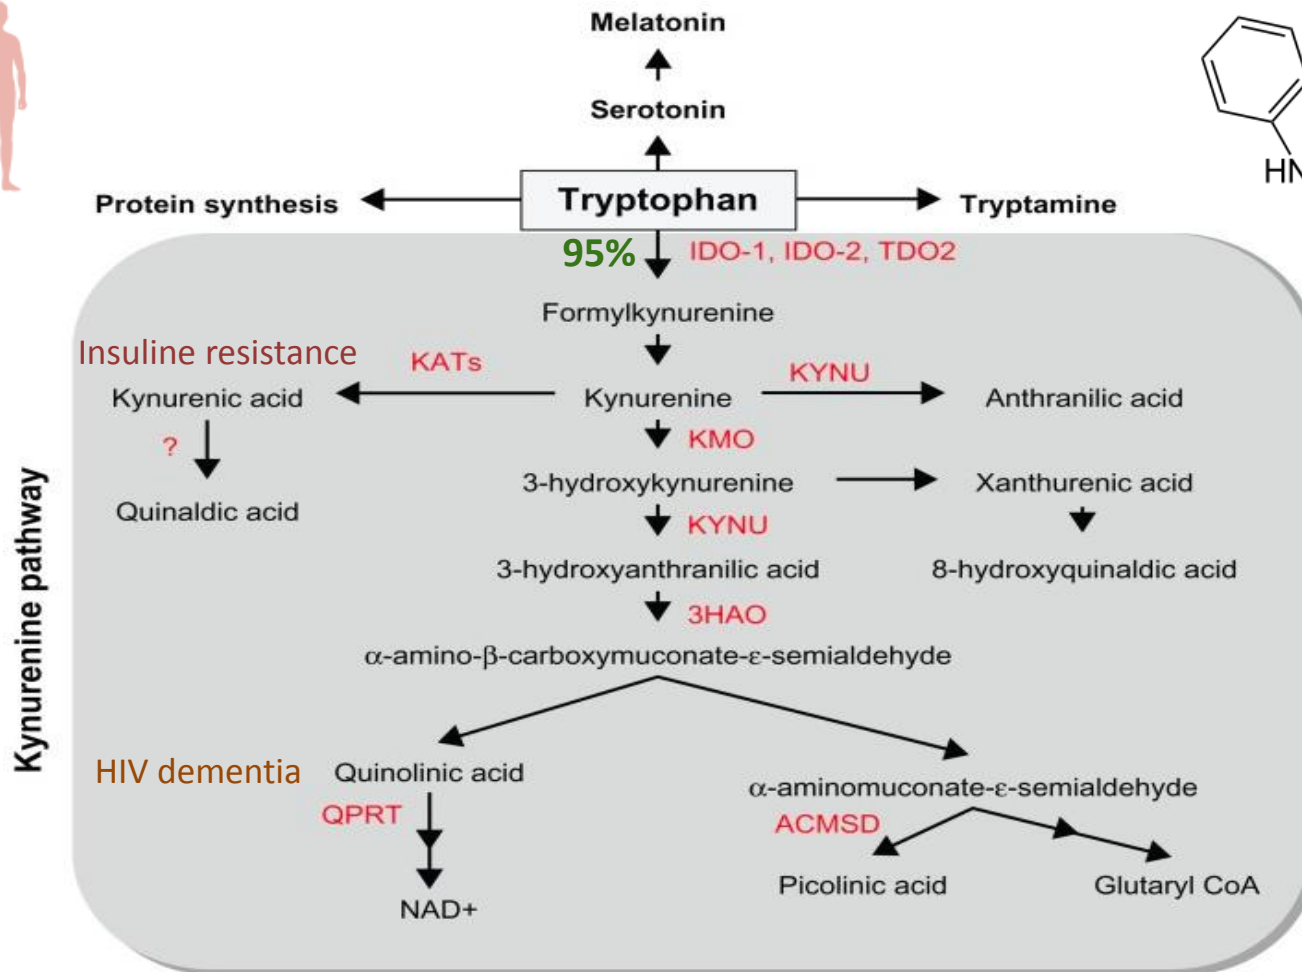 Melatonin
Serotonin
HN
Protein synthesis
Tryptophan
Tryptamine
95%
IDO-1, IDO-2, TDO2
Formylkynurenine
Insuline resistance
KATs
KYNU
Kynurenic acid
Kynurenine
Anthranilic acid
?
KMO
3-hydroxykynurenine
Xanthurenic acid
Quinaldic acid
KYNU
3-hydroxyanthranilic acid
8-hydroxyquinaldic acid
3HAO
Kynurenine pathway
α-amino-β-carboxymuconate-ε-semialdehyde
HIV dementia
Quinolinic acid
α-aminomuconate-ε-semialdehyde
QPRT
ACMSD
Picolinic acid
Glutaryl CoA
NAD+